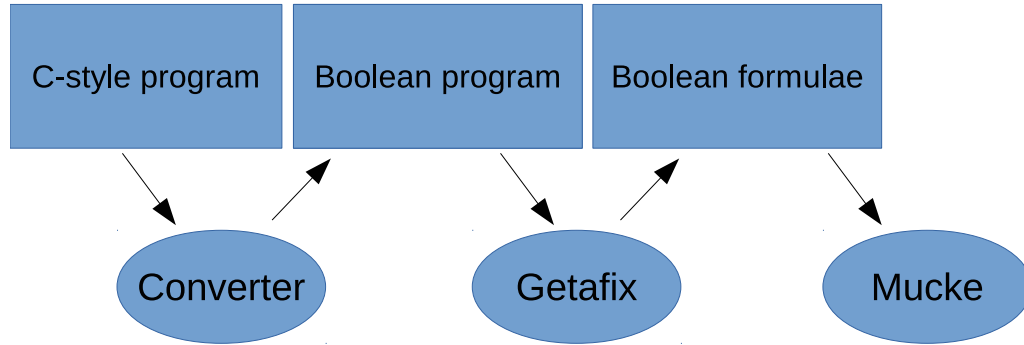 C-style program
Boolean program
Boolean formulae
Converter
Getafix
Mucke